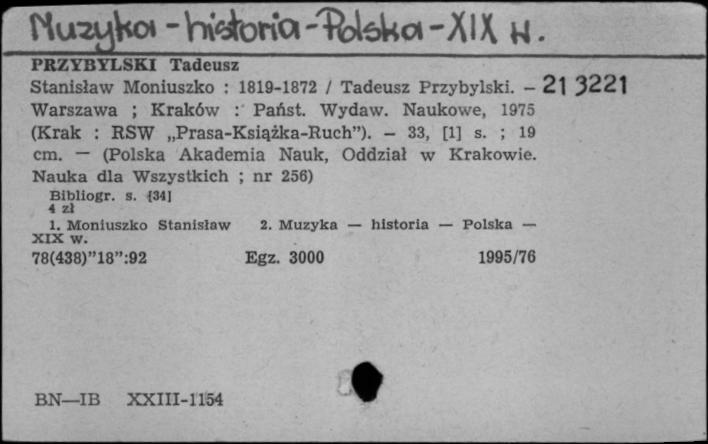 Muzyka - historia - Polska - XIX w.
PRZYBYLSKI Tadeusz
Stanisław Moniuszko : 1819-1872 / Tadeusz Przybylski. — 21 3221
Warszawa ; Kraków : Państ. Wydaw. Naukowe, 1975
(Krak : RSW „Prasa-Książka-Ruch”). — 33, [1] s. ; 19
cm. — (Polska Akademia Nauk, Oddział w Krakowie.
Nauka dla Wszystkich ; nr 256)
Bibliogr. s. [34]
4 zł
1. Moniuszko Stanisław 2. Muzyka — historia — Polska —
XIX w.
78(438)”18”:92 Egz. 3000 1995/76
BN—IB XXIII-1154